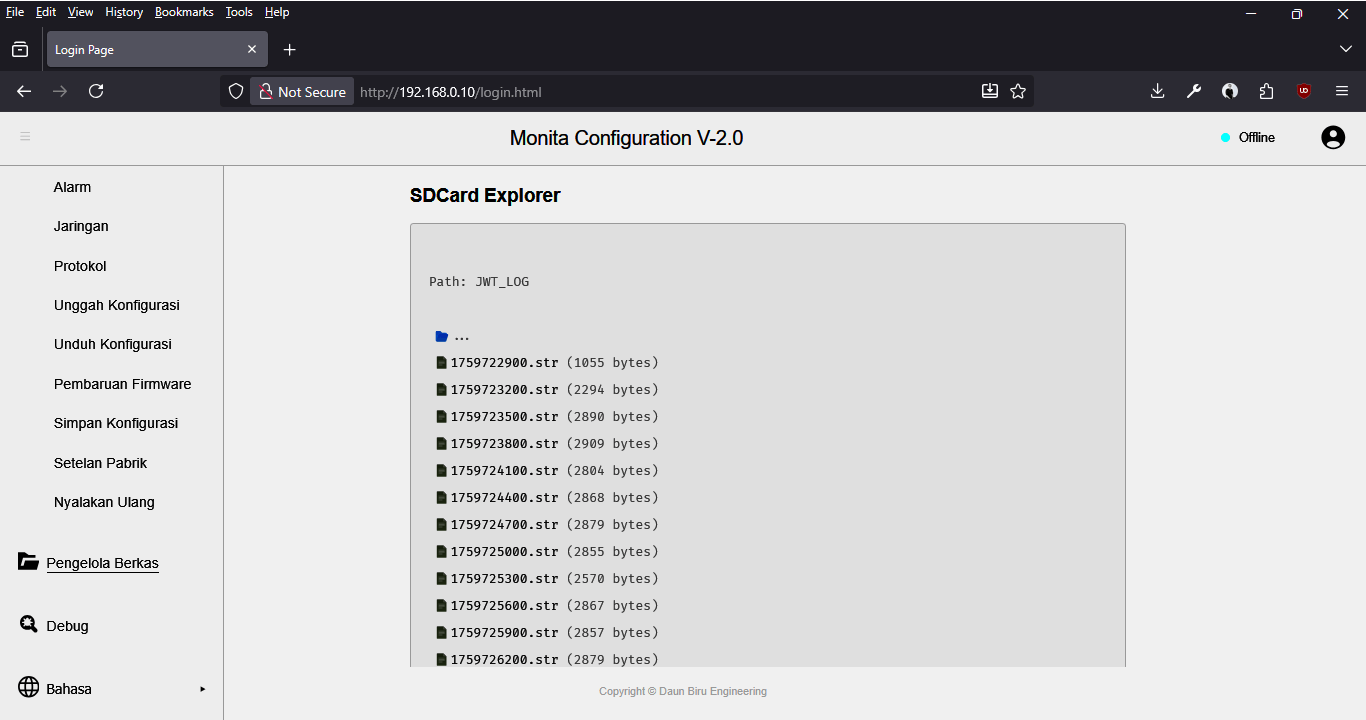 File Edit View History Bookmarks Tools Help
Login Page
Not Secure http://192.168.0.10/login.html
Monita Configuration V-2.0
Offline
Alarm
Jaringan
Protokol
Unggah Konfigurasi
Unduh Konfigurasi
Pembaruan Firmware
Simpan Konfigurasi
Setelan Pabrik
Nyalakan Ulang
Pengelola Berkas
Debug
Bahasa
SDCard Explorer
Path: JWT_LOG
...
1759722900.str (1055 bytes)
1759723200.str (2294 bytes)
1759723500.str (2890 bytes)
1759723800.str (2909 bytes)
1759724100.str (2804 bytes)
1759724400.str (2868 bytes)
1759724700.str (2879 bytes)
1759725000.str (2855 bytes)
1759725300.str (2570 bytes)
1759725600.str (2867 bytes)
1759725900.str (2857 bytes)
1759726200.str (2879 bytes)
Copyright © Daun Biru Engineering